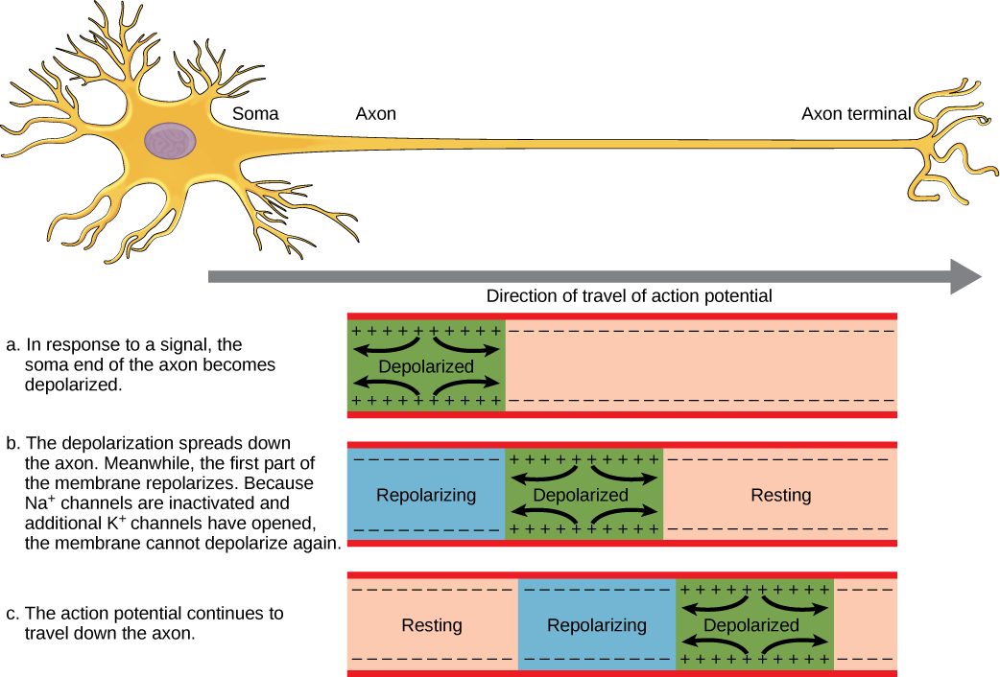 Soma
Axon
Axon terminal
Direction of travel of action potential
a. In response to a signal, the
soma end of the axon becomes
depolarized.
+ + + + + + + + + +
Depolarized
+ + + + + + + + + +
b. The depolarization spreads down
the axon. Meanwhile, the first part of
the membrane repolarizes. Because
Na⁺ channels are inactivated and
additional K⁺ channels have opened,
the membrane cannot depolarize again.
Repolarizing
+ + + + + + + + + +
Depolarized
+ + + + + + + + + +
Resting
c. The action potential continues to
travel down the axon.
Resting
Repolarizing
+ + + + + + + + + +
Depolarized
+ + + + + + + + + +